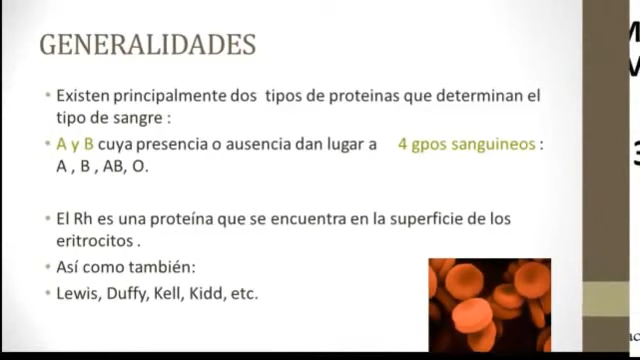 GENERALIDADES
Existen principalmente dos tipos de proteinas que determinan el
tipo de sangre :
A y B cuya presencia o ausencia dan lugar a 4 gpos sanguineos :
A , B , AB, O.
El Rh es una proteína que se encuentra en la superficie de los
eritrocitos .
Así como también:
Lewis, Duffy, Kell, Kidd, etc.